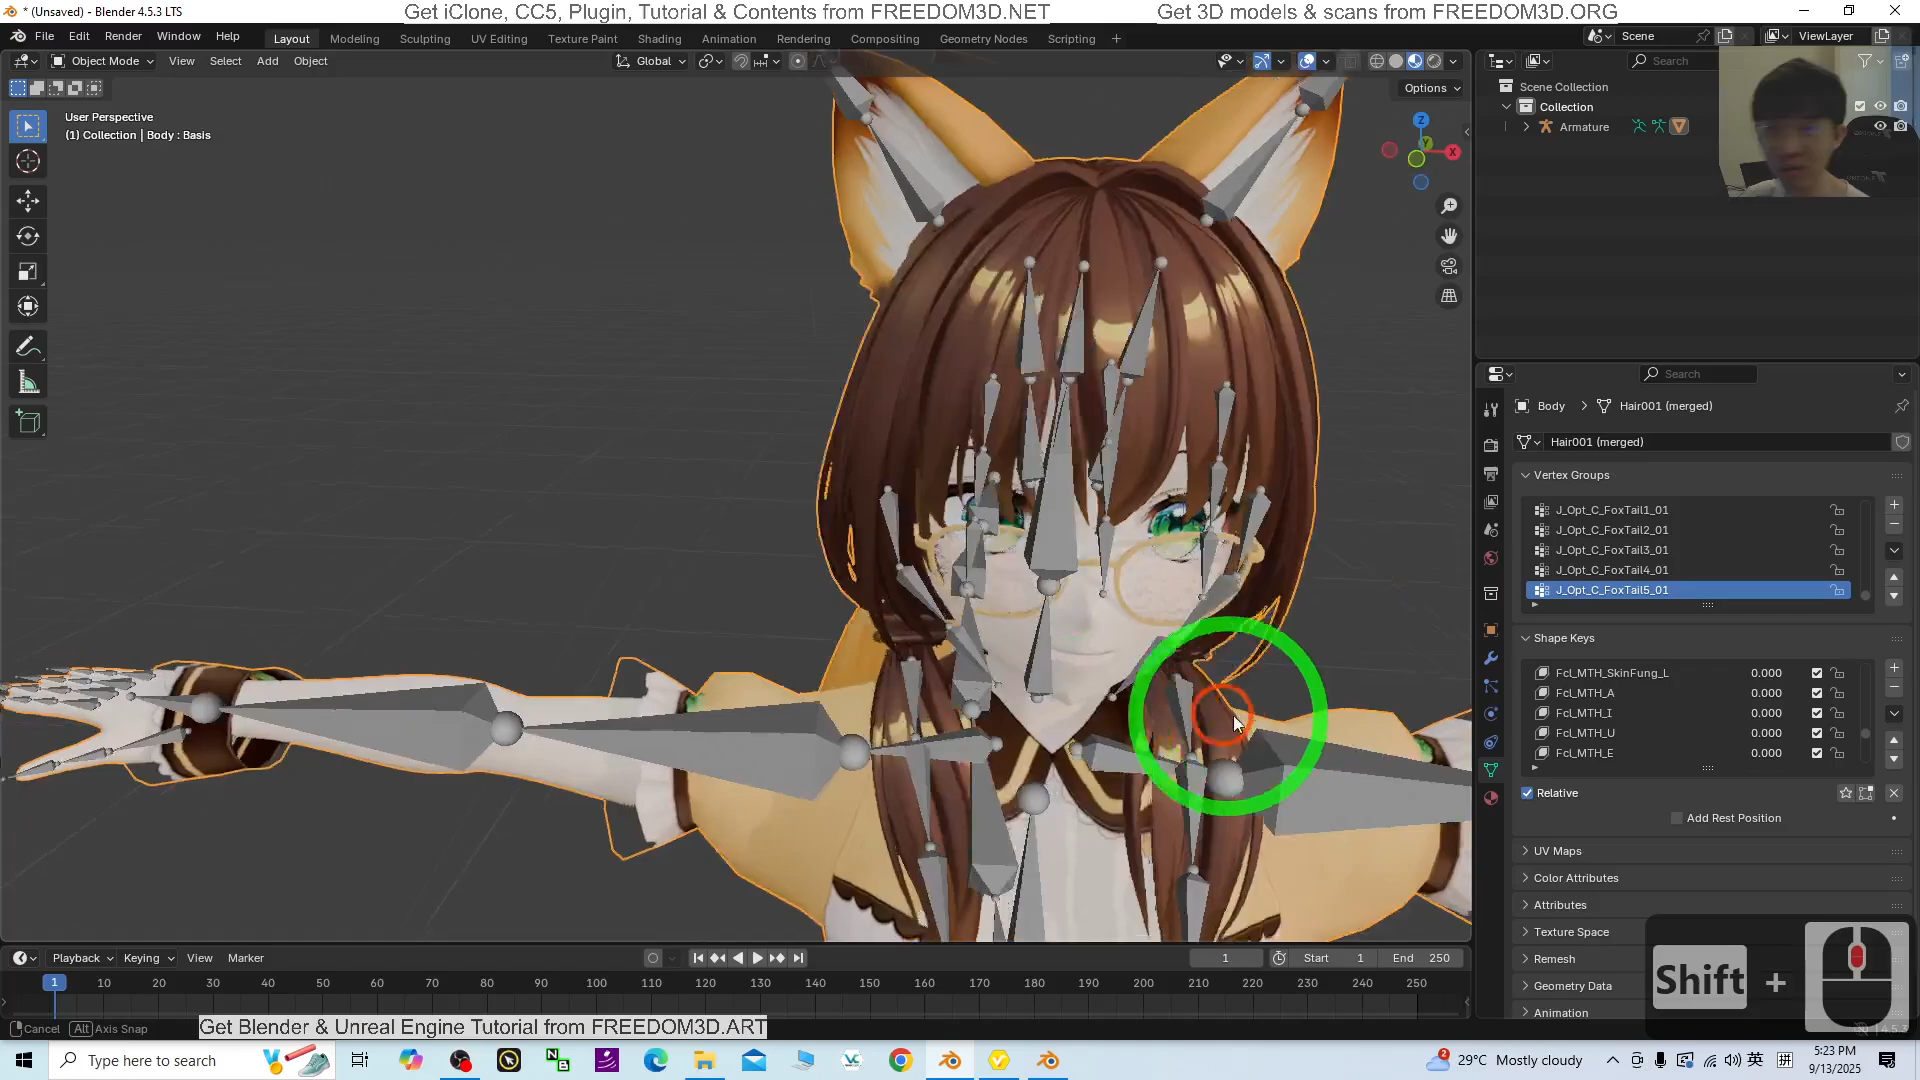 * (Unsaved) - Blender 4.5.3 LTS
Get iClone, CC5, Plugin, Tutorial & Contents from FREEDOM3D.NET
Get 3D models & scans from FREEDOM3D.ORG
File Edit Render Window Help
Layout Modeling Sculpting UV Editing Texture Paint Shading Animation Rendering Compositing Geometry Nodes Scripting +
Scene
ViewLayer
Object Mode View Select Add Object
Global
Search
Options
User Perspective
(1) Collection | Body : Basis
Z
Y
X
Scene Collection
Collection
Armature
Search
Body > Hair001 (merged)
Hair001 (merged)
Vertex Groups
J_Opt_C_FoxTail1_01
J_Opt_C_FoxTail2_01
J_Opt_C_FoxTail3_01
J_Opt_C_FoxTail4_01
J_Opt_C_FoxTail5_01
Shape Keys
Fcl_MTH_SkinFung_L 0.000
Fcl_MTH_A 0.000
Fcl_MTH_I 0.000
Fcl_MTH_U 0.000
Fcl_MTH_E 0.000
Relative
Add Rest Position
UV Maps
Color Attributes
Attributes
Texture Space
Remesh
Geometry Data
Animation
Shift +
Playback Keying View Marker
1 Start 1 End 250
1 10 20 30 40 50 60 70 80 90 100 110 120 130 140 150 160 170 180 190 200 210 220 230 240 250
Cancel Alt Axis Snap
Get Blender & Unreal Engine Tutorial from FREEDOM3D.ART
4.5.3
Type here to search
2
29°C Mostly cloudy
英
拼
5:23 PM
9/13/2025